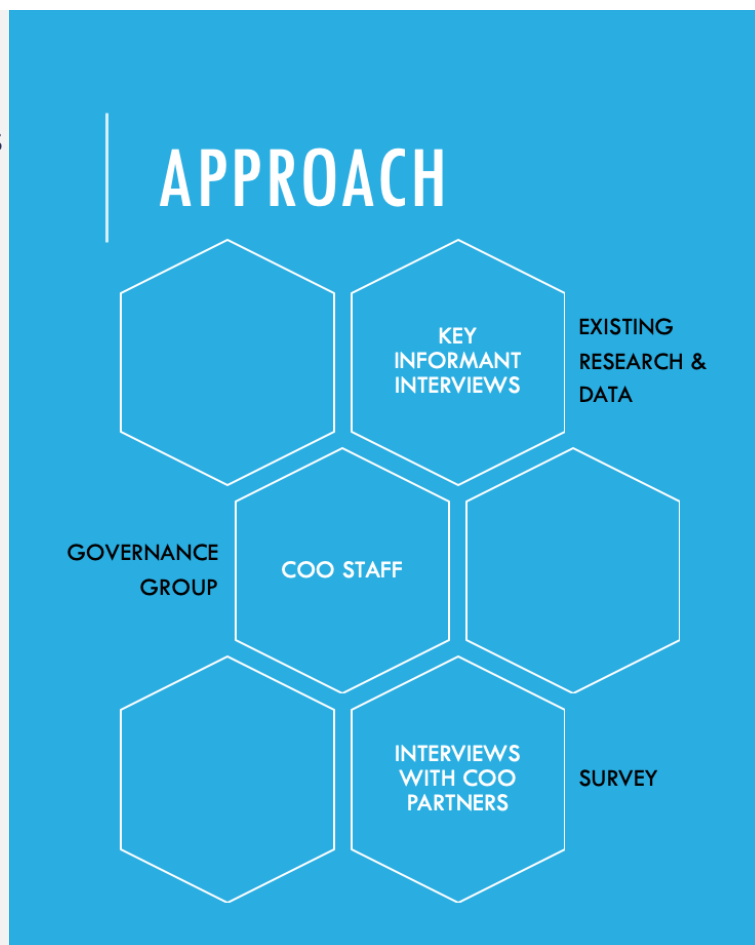 S
APPROACH
KEY
INFORMANT
INTERVIEWS
EXISTING
RESEARCH &
DATA
GOVERNANCE
GROUP
COO STAFF
INTERVIEWS
WITH COO
PARTNERS
SURVEY